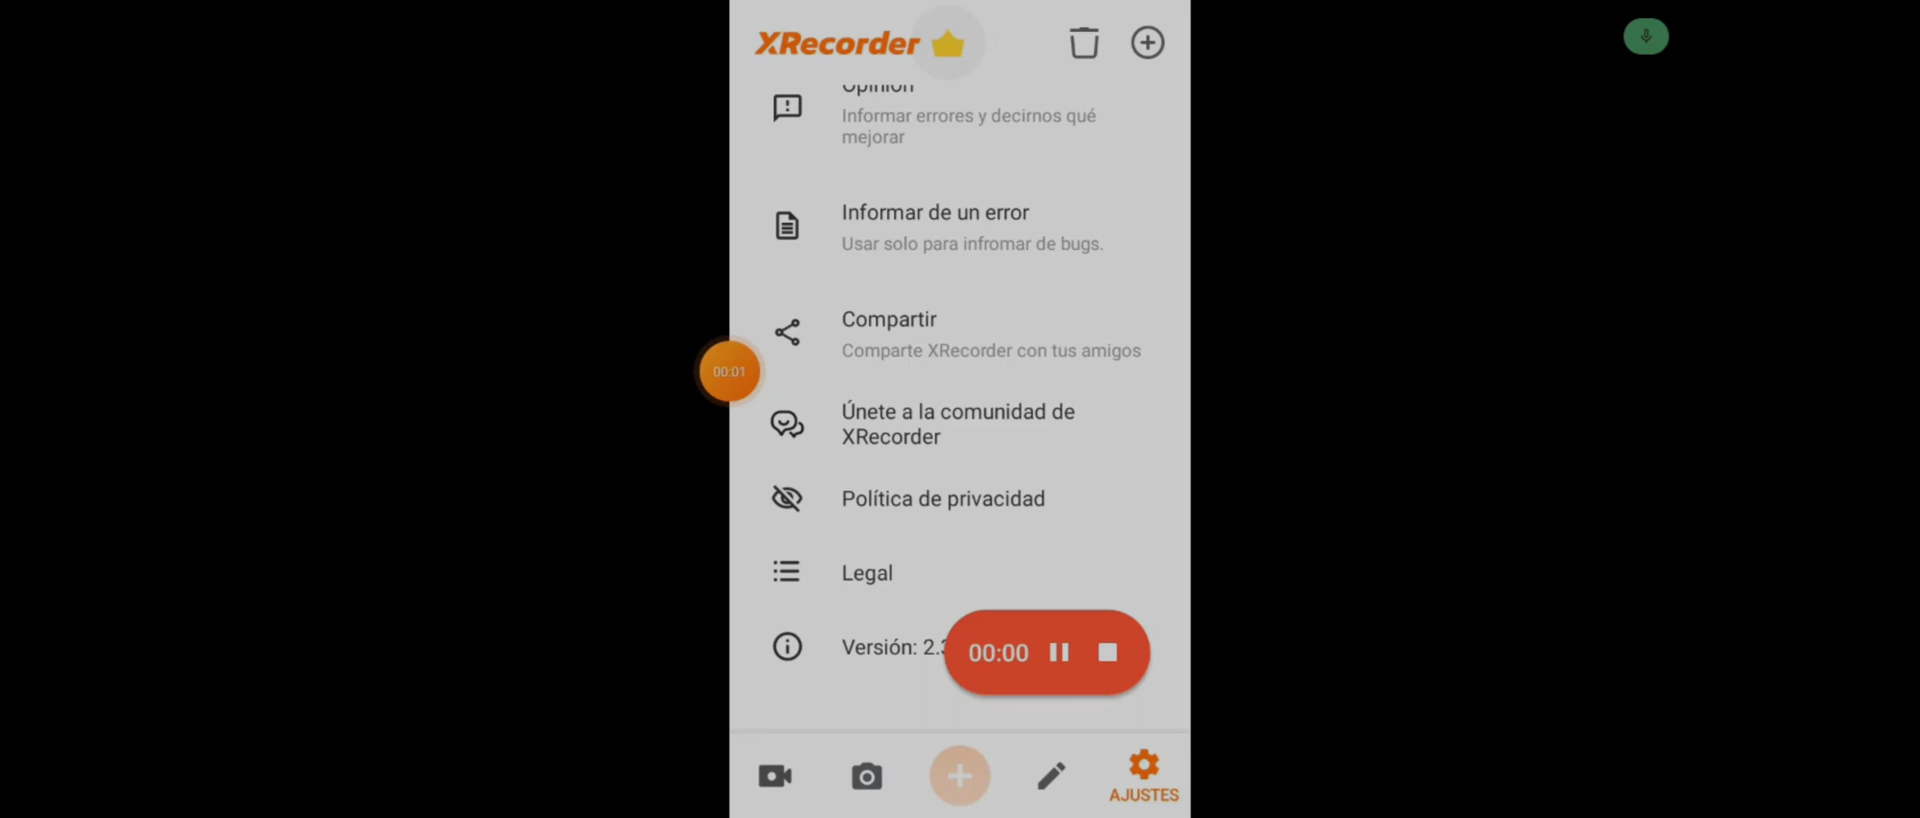 XRecorder
Opinión
Informar errores y decirnos qué
mejorar
Informar de un error
Usar solo para infromar de bugs.
Compartir
Comparte XRecorder con tus amigos
00:01
Únete a la comunidad de
XRecorder
Política de privacidad
Legal
Versión: 2.3
00:00
AJUSTES